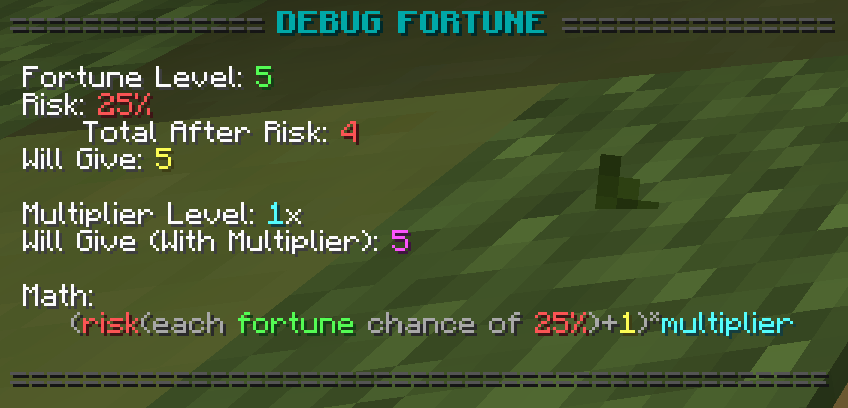 =============== DEBUG FORTUNE ================
Fortune Level: 5
Risk: 25%
Total After Risk: 4
Will Give: 5
Multiplier Level: 1x
Will Give (With Multiplier): 5
Math:
(risk(each fortune chance of 25%)+1)*multiplier
================================================